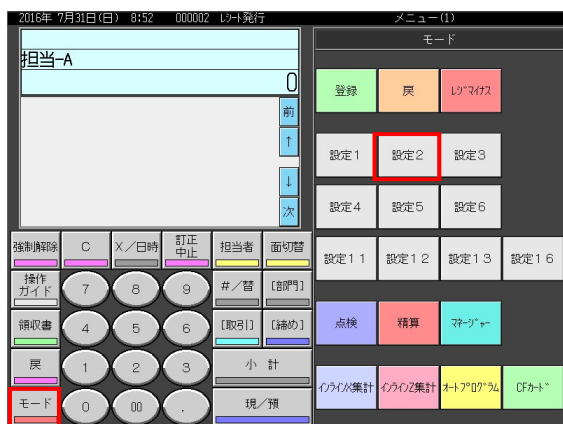 2016年 7月31日(日) 8:52 000002 ﾚｼｰﾄ発行 メニュー(1)
モード
担当-A
0
前
↑
↓
次
登録 戻 ﾚｼﾞﾏｲﾅｽ
設定1 設定2 設定3
設定4 設定5 設定6
設定11 設定12 設定13 設定16
点検 精算 ﾏﾈｰｼﾞｬｰ
ｲﾝﾗｲﾝX集計 ｲﾝﾗｲﾝZ集計 ｵｰﾄﾌﾟﾛｸﾞﾗﾑ CFｶｰﾄﾞ
強制解除 C X/日時 訂正中止 担当者 面切替
操作ガイド 7 8 9 #/替 [部門]
領収書 4 5 6 [取引] [締め]
戻 1 2 3 小 計
モード 0 00 . 現/預